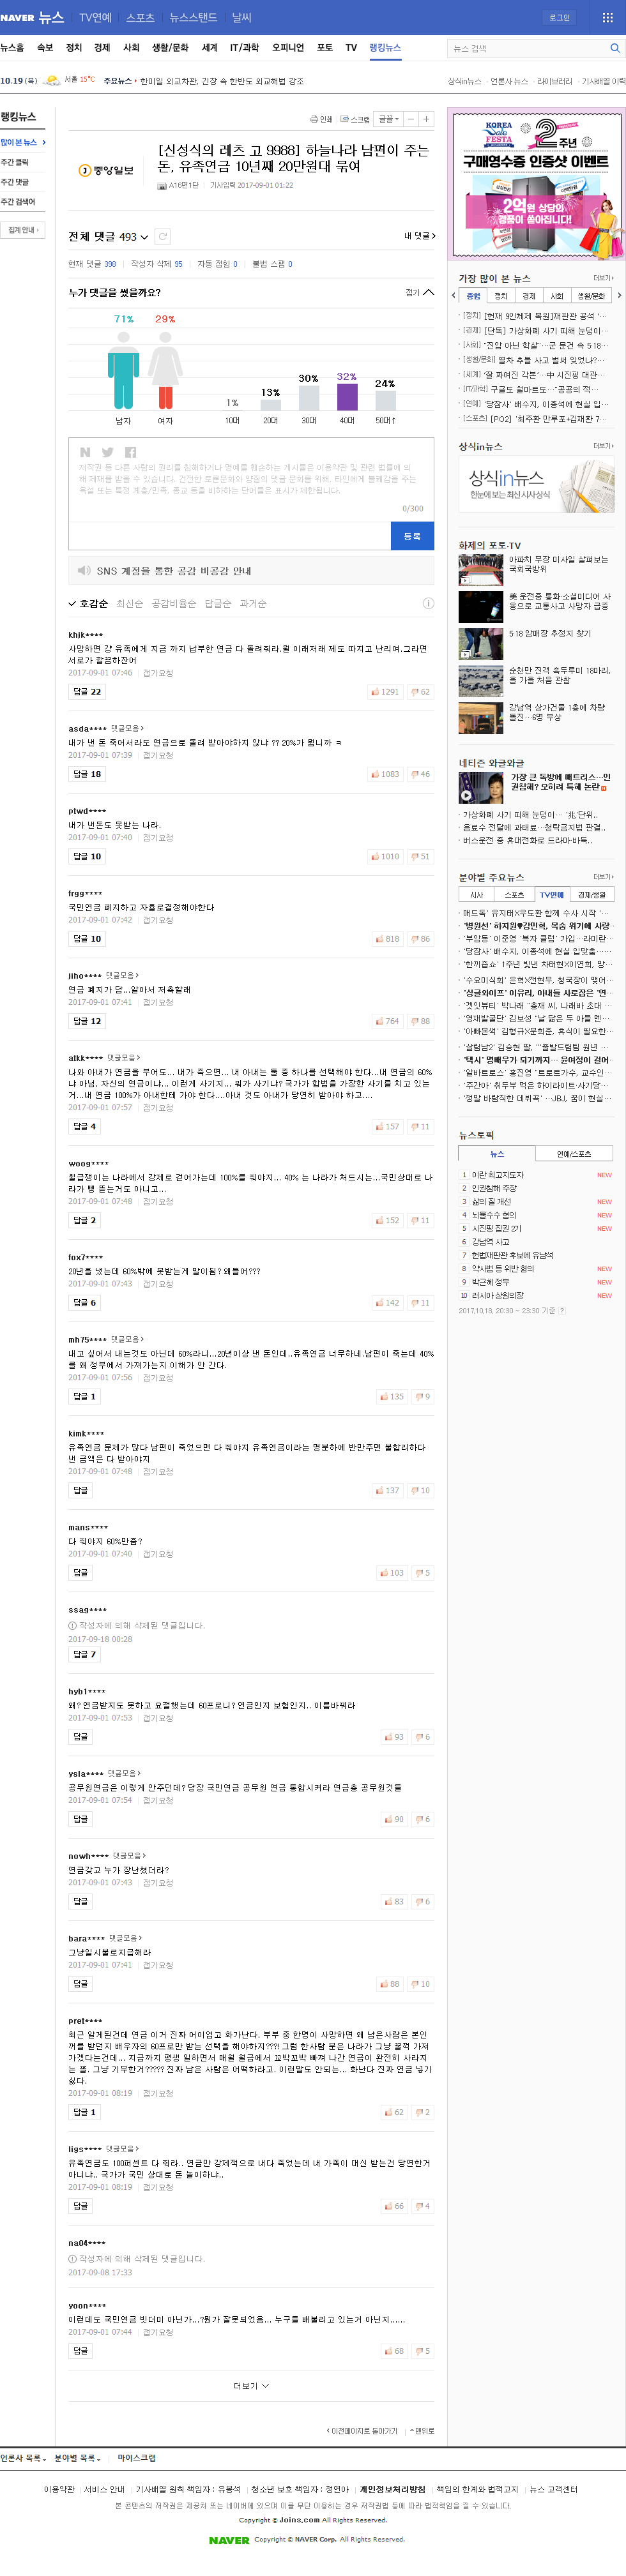 NAVER 뉴스 TV연예 스포츠 뉴스스탠드 날씨
로그인
뉴스홈 속보 정치 경제 사회 생활/문화 세계 IT/과학 오피니언 포토 TV 랭킹뉴스
뉴스 검색
10.19 (목) 서울 15°C 주요뉴스 한미일 외교차관, 긴장 속 한반도 외교해법 강조
상식in뉴스 언론사 뉴스 라이브러리 기사배열 이력
랭킹뉴스
많이 본 뉴스
주간 클릭
주간 댓글
주간 검색어
집계 안내
인쇄 스크랩 글꼴
중앙일보
[신성식의 레츠 고 9988] 하늘나라 남편이 주는
돈, 유족연금 10년째 20만원대 묶여
A16면1단 기사입력 2017-09-01 01:22
전체 댓글 493
내 댓글
현재 댓글 398 작성자 삭제 95 자동 접힘 0 불법 스팸 0
누가 댓글을 썼을까요?
접기
71% 29%
1% 13% 30% 32% 24%
남자 여자 10대 20대 30대 40대 50대↑
저작권 등 다른 사람의 권리를 침해하거나 명예를 훼손하는 게시물은 이용약관 및 관련 법률에 의
해 제재를 받을 수 있습니다. 건전한 토론문화와 양질의 댓글 문화를 위해, 타인에게 불쾌감을 주는
욕설 또는 특정 계층/민족, 종교 등을 비하하는 단어들은 표시가 제한됩니다.
0/300
등록
SNS 계정을 통한 공감 비공감 안내
호감순 최신순 공감비율순 답글순 과거순
khjk****
사망하면 걍 유족에게 지금 까지 납부한 연금 다 돌려줘라.뭘 이래저래 제도 따지고 난리여.그라면
서로가 깔끔하잔어
2017-09-01 07:46 접기요청
답글 22
1291 62
asda**** 댓글모음
내가 낸 돈 죽어서라도 연금으로 돌려 받아야하지 않냐 ?? 20%가 뭡니까 ㅋ
2017-09-01 07:39 접기요청
답글 18
1083 46
ptwd****
내가 낸돈도 못받는 나라.
2017-09-01 07:40 접기요청
답글 10
1010 51
frgg****
국민연금 폐지하고 자율로결정해야한다
2017-09-01 07:42 접기요청
답글 10
818 86
jiho**** 댓글모음
연금 폐지가 답...알아서 저축할래
2017-09-01 07:41 접기요청
답글 12
764 88
atkk**** 댓글모음
나와 아내가 연금을 부어도... 내가 죽으면... 내 아내는 둘 중 하나를 선택해야 한다...내 연금의 60%
냐 아님, 자신의 연금이냐... 이런게 사기지... 뭐가 사기냐? 국가가 합법을 가장한 사기를 치고 있는
거...내 연금 100%가 아내한테 가야 한다....아내 것도 아내가 당연히 받아야 하고....
2017-09-01 07:57 접기요청
답글 4
157 11
woog****
월급쟁이는 나라에서 강제로 걷어가는데 100%를 줘야지... 40% 는 나라가 처드시는...국민상대로 나
라가 삥 뜯는거도 아니고...
2017-09-01 07:48 접기요청
답글 2
152 11
fox7****
20년을 냈는데 60%밖에 못받는게 말이됨? 왜들어???
2017-09-01 07:43 접기요청
답글 6
142 11
mh75**** 댓글모음
내고 싶어서 내는것도 아닌데 60%라니...20년이상 낸 돈인데..유족연금 너무하네.남편이 죽는데 40%
를 왜 정부에서 가져가는지 이해가 안 간다.
2017-09-01 07:56 접기요청
답글 1
135 9
kimk****
유족연금 문제가 많다 남편이 죽었으면 다 줘야지 유족연금이라는 명분하에 반만주면 불합리하다
낸 금액은 다 받아야지
2017-09-01 07:48 접기요청
답글
137 10
mans****
다 줘야지 60%만줌?
2017-09-01 07:40 접기요청
답글
103 5
ssag****
작성자에 의해 삭제된 댓글입니다.
2017-09-18 00:28
답글 7
hyb1****
왜? 연금받지도 못하고 요절했는데 60프로니? 연금인지 보험인지.. 이름바꿔라
2017-09-01 07:53 접기요청
답글
93 6
ysla**** 댓글모음
공무원연금은 이렇게 안주던데? 당장 국민연금 공무원 연금 통합시켜라 연금충 공무원것들
2017-09-01 07:54 접기요청
답글
90 6
nowh**** 댓글모음
연금갖고 누가 장난쳤더라?
2017-09-01 07:43 접기요청
답글
83 6
bara**** 댓글모음
그냥일시불로지급해라
2017-09-01 07:41 접기요청
답글
88 10
pret****
최근 알게된건데 연금 이거 진짜 어이업고 화가난다. 부부 중 한명이 사망하면 왜 남은사람은 본인
꺼를 받던지 배우자의 60프로만 받는 선택을 해야하지???! 그럼 한사람 분은 나라가 그냥 꿀꺽 가져
가겠다는건데... 지금까지 평생 일하면서 매월 월급에서 꼬박꼬박 빠져 나간 연금이 완전히 사라지
는 꼴. 그냥 기부한거????? 진짜 남은 사람은 어떡하라고. 이런말도 안되는... 화난다 진짜 연금 넣기
싫다.
2017-09-01 08:19 접기요청
답글 1
62 2
ligs**** 댓글모음
유족연금도 100퍼센트 다 줘라.. 연금만 강제적으로 내다 죽었는데 내 가족이 대신 받는건 당연한거
아니냐.. 국가가 국민 상대로 돈 놀이하냐..
2017-09-01 08:19 접기요청
답글
66 4
na04****
작성자에 의해 삭제된 댓글입니다.
2017-09-08 17:33
yoon****
이런데도 국민연금 빗더미 아닌가...?뭔가 잘못되었음... 누구들 배불리고 있는거 아닌지......
2017-09-01 07:44 접기요청
답글
68 5
더보기
이전페이지로 돌아가기 맨위로
KOREA SALE FESTA 2주년
구매영수증 인증샷 이벤트
2억원 상당의
경품이 쏟아집니다!
가장 많이 본 뉴스 더보기
종합 정치 경제 사회 생활/문화
[정치] [현재 9인체제 복원]재판관 공석 '…
[경제] [단독] 가상화폐 사기 피해 눈덩이…
[사회] "진압 아닌 학살"…군 문건 속 5·18…
[생활/문화] 열차 추돌 사고 벌써 잊었나?…
[세계] '잘 짜여진 각본'…中 시진핑 대관…
[IT/과학] 구글도 월마트도…"공공의 적…
[연예] '당잠사' 배수지, 이종석에 현실 입…
[스포츠] [PO2] '최주환 만루포+김재환 7…
상식in뉴스 더보기
상식in뉴스
한눈에 보는 최신 시사상식
화제의 포토·TV
아파치 무장 미사일 살펴보는
국회국방위
美 운전중 통화·소셜미디어 사
용으로 교통사고 사망자 급증
5·18 암매장 추정지 찾기
순천만 진객 흑두루미 18마리,
올 가을 처음 관찰
강남역 상가건물 1층에 차량
돌진…6명 부상
네티즌 와글와글
가장 큰 독방에 매트리스…인
권침해? 오히려 특혜 논란
가상화폐 사기 피해 눈덩이… '兆'단위..
음료수 전달에 과태료…청탁금지법 판결..
버스운전 중 휴대전화로 드라마·바둑..
분야별 주요뉴스 더보기
시사 스포츠 TV연예 경제/생활
매드독' 유지태X우도환 함께 수사 시작 '…
'병원선' 하지원♥강민혁, 목숨 위기에 사랑…
'부암동' 이준영 '복자 클럽' 가입…라미란…
'당잠사' 배수지, 이종석에 현실 입맞춤……
'한끼줍쇼' 1주년 빛낸 차태현X이연희, 망…
'수요미식회' 은혁X전현무, 청국장이 맺어…
'싱글와이프' 이유리, 아내들 사로잡은 '연…
'겟잇뷰티' 박나래 "충재 씨, 나래바 초대 …
'영재발굴단' 김보성 "날 닮은 두 아들 멘…
'아빠본색' 김형규X문희준, 휴식이 필요한…
'살림남2' 김승현 딸, "'율발드림팀 원년 …
'택시' 명배우가 되기까지… 윤여정이 걸어…
'알바트로스' 홍진영 "트로트가수, 교수인…
'주간아' 취두부 먹은 하이라이트 사기당…
'정말 바람직한 데뷔곡' …JBJ, 꿈이 현실…
뉴스토픽
뉴스 연예/스포츠
1 이란 최고지도자 NEW
2 인권침해 주장
3 삶의 질 개선 NEW
4 뇌물수수 혐의 NEW
5 시진핑 집권 2기 NEW
6 강남역 사고
7 헌법재판관 후보에 유남석
8 약사법 등 위반 혐의 NEW
9 박근혜 정부 NEW
10 러시아 상원의장 NEW
2017.10.18. 20:30 ~ 23:30 기준 ?
언론사 목록 분야별 목록 마이스크랩
이용약관 서비스 안내 기사배열 원칙 책임자 : 유봉석 청소년 보호 책임자 : 정연아 개인정보처리방침 책임의 한계와 법적고지 뉴스 고객센터
본 콘텐츠의 저작권은 제공처 또는 네이버에 있으며 이를 무단 이용하는 경우 저작권법 등에 따라 법적책임을 질 수 있습니다.
Copyright © Joins.com All Rights Reserved.
NAVER Copyright © NAVER Corp. All Rights Reserved.